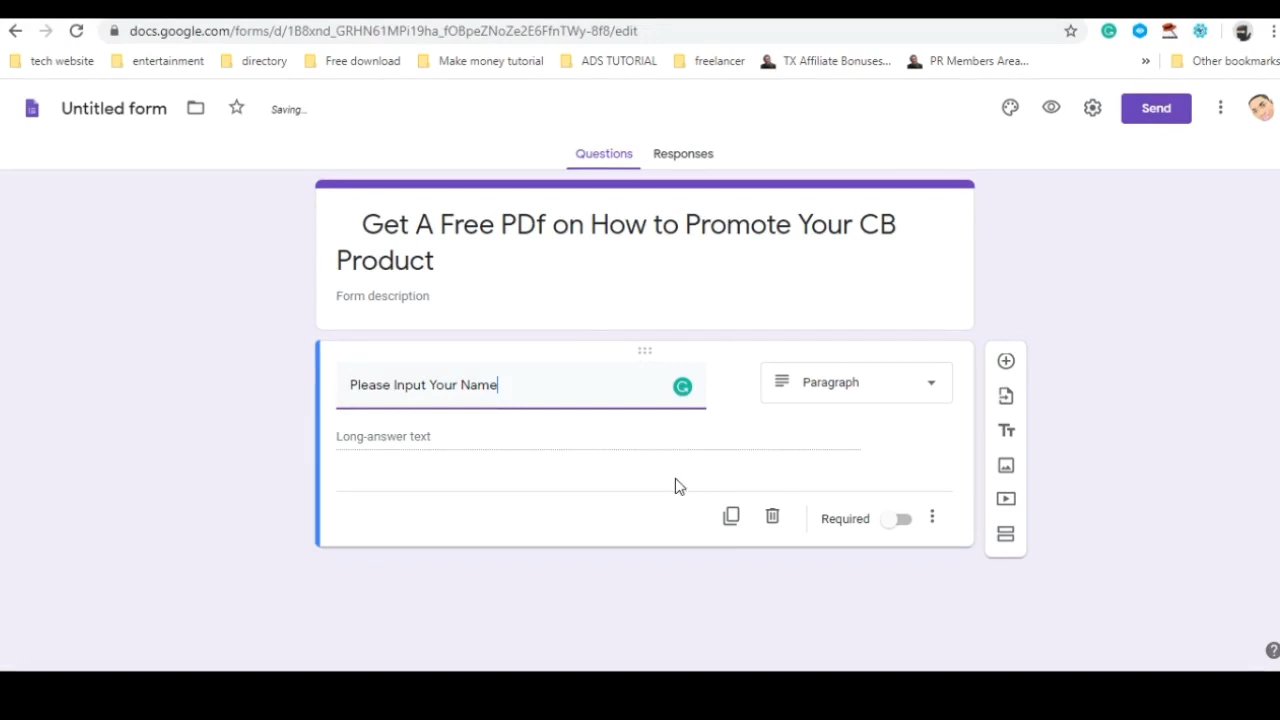 docs.google.com/forms/d/1B8xnd_GRHN61MPi19ha_fOBpeZNoZe2E6FfnTWy-8f8/edit
tech website entertainment directory Free download Make money tutorial ADS TUTORIAL freelancer TX Affiliate Bonuses... PR Members Area... » Other bookmarks
Untitled form Saving... Send
Questions Responses
Get A Free PDf on How to Promote Your CB
Product
Form description
Please Input Your Name Paragraph
Long-answer text
Required